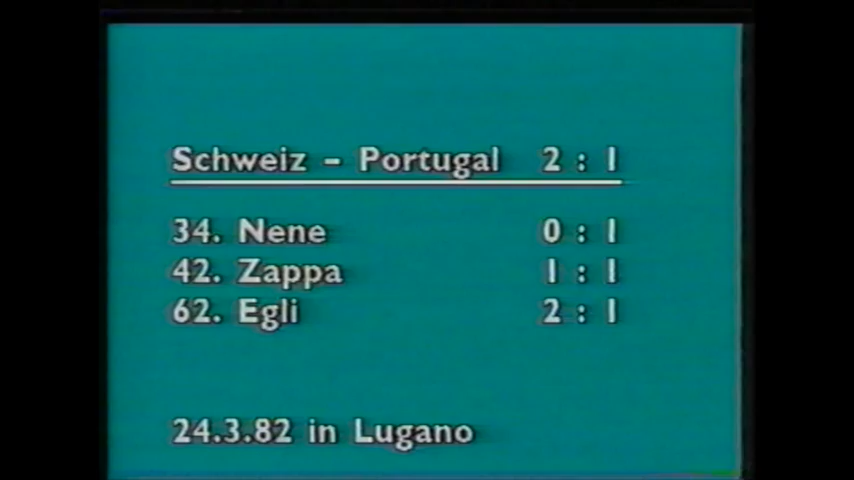 Schweiz - Portugal 2 : 1
34. Nene 0 : 1
42. Zappa 1 : 1
62. Egli 2 : 1
24.3.82 in Lugano